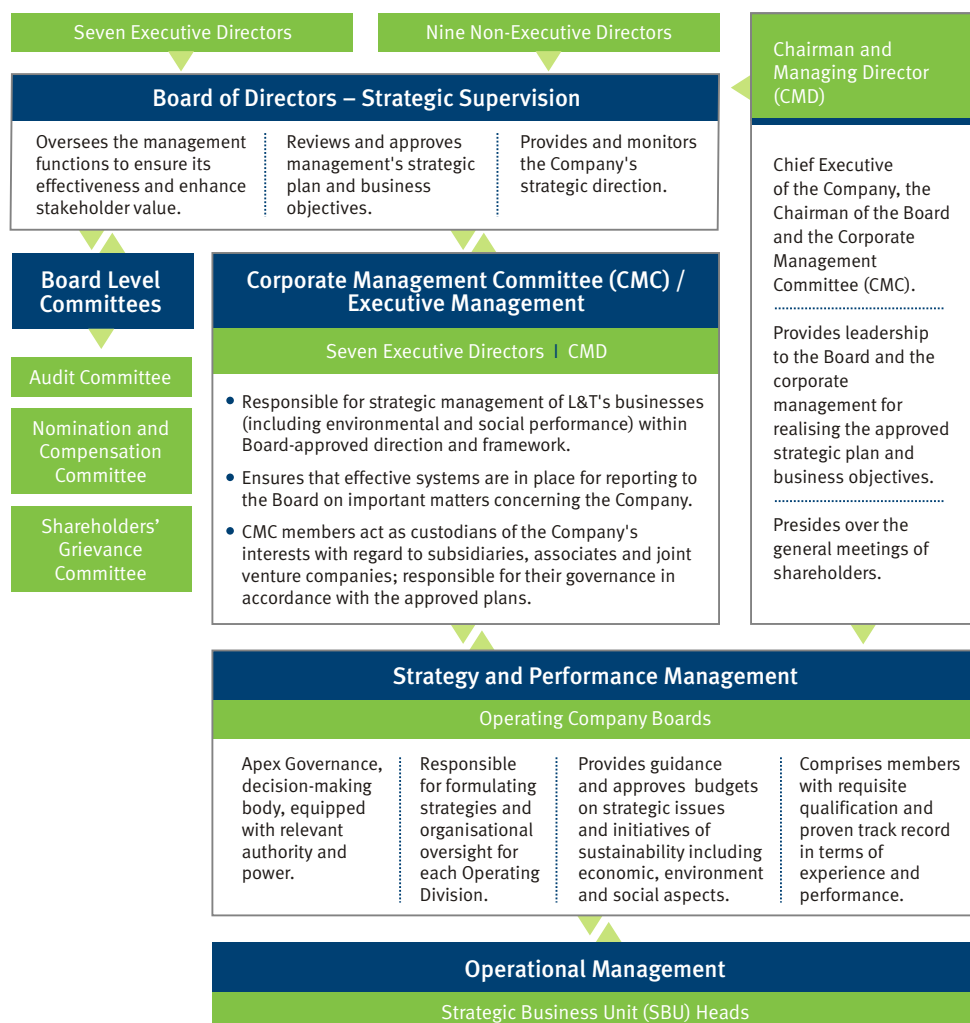 Seven Executive Directors
Nine Non-Executive Directors
Board of Directors – Strategic Supervision
Oversees the management
functions to ensure its
effectiveness and enhance
stakeholder value.
Reviews and approves
management's strategic
plan and business
objectives.
Provides and monitors
the Company's
strategic direction.
Chairman and
Managing Director
(CMD)
Chief Executive
of the Company, the
Chairman of the Board
and the Corporate
Management
Committee (CMC).
Provides leadership
to the Board and the
corporate
management for
realising the approved
strategic plan and
business objectives.
Presides over the
general meetings of
shareholders.
Board Level
Committees
Audit Committee
Nomination and
Compensation
Committee
Shareholders’
Grievance
Committee
Corporate Management Committee (CMC) /
Executive Management
Seven Executive Directors | CMD
• Responsible for strategic management of L&T's businesses
(including environmental and social performance) within
Board-approved direction and framework.
• Ensures that effective systems are in place for reporting to
the Board on important matters concerning the Company.
• CMC members act as custodians of the Company's
interests with regard to subsidiaries, associates and joint
venture companies; responsible for their governance in
accordance with the approved plans.
Strategy and Performance Management
Operating Company Boards
Apex Governance,
decision-making
body, equipped
with relevant
authority and
power.
Responsible
for formulating
strategies and
organisational
oversight for
each Operating
Division.
Provides guidance
and approves budgets
on strategic issues
and initiatives of
sustainability including
economic, environment
and social aspects.
Comprises members
with requisite
qualification and
proven track record
in terms of
experience and
performance.
Operational Management
Strategic Business Unit (SBU) Heads